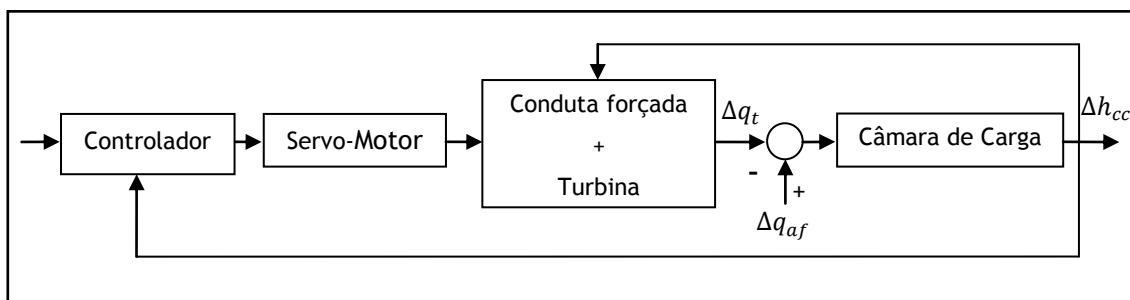 Controlador
Servo-Motor
Conduta forçada
+
Turbina
Δq_t
-
+
Δq_af
Câmara de Carga
Δh_cc